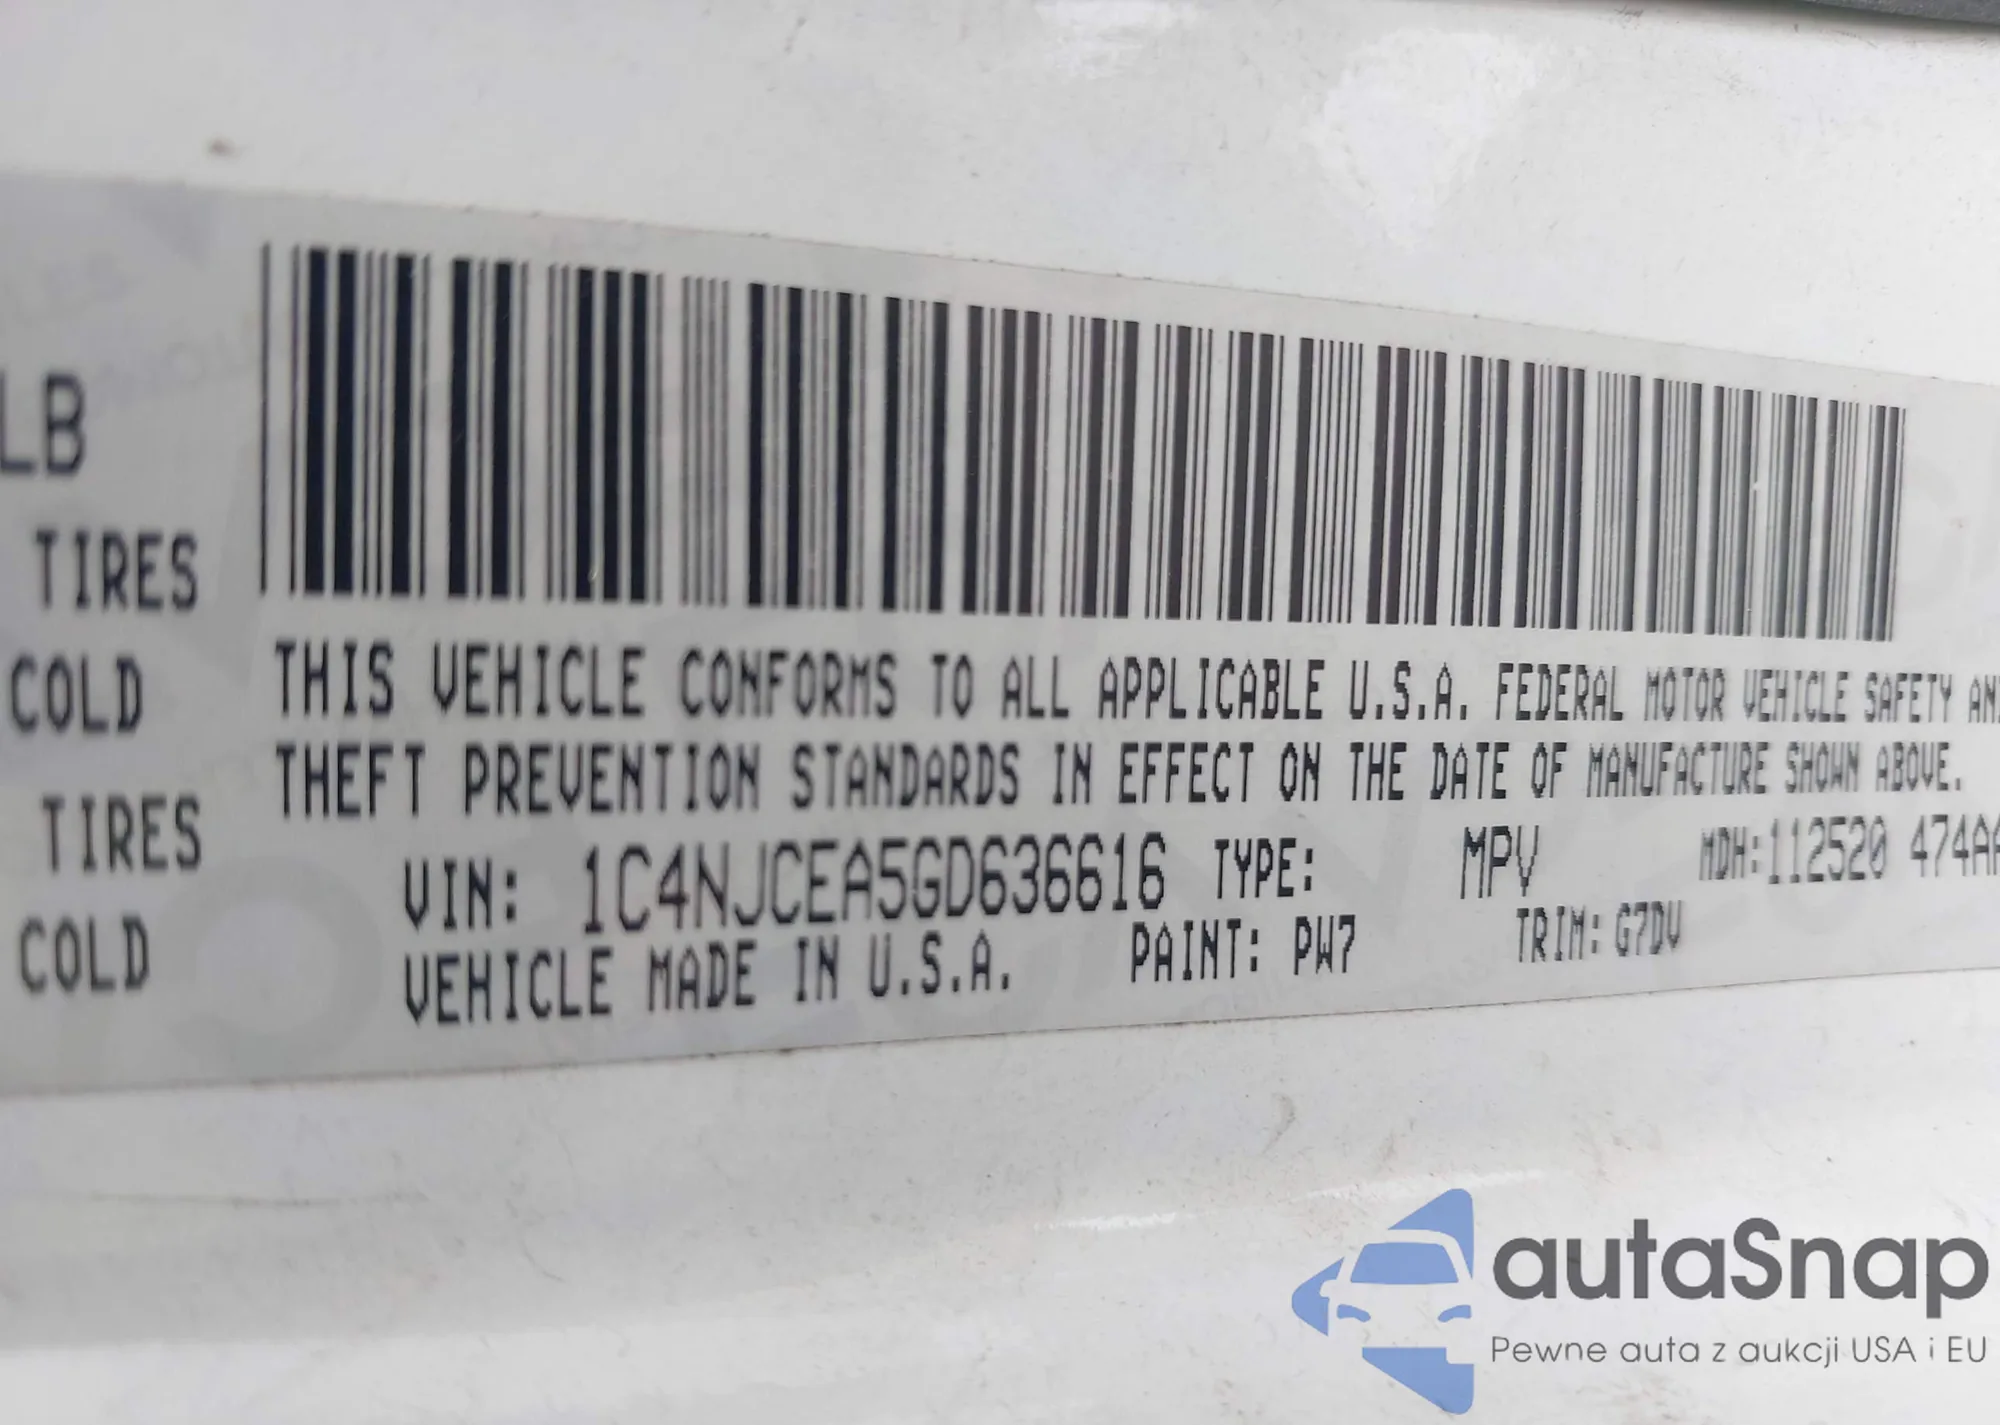 LB
TIRES
COLD
TIRES
COLD
THIS VEHICLE CONFORMS TO ALL APPLICABLE U.S.A. FEDERAL MOTOR VEHICLE SAFETY AN
THEFT PREVENTION STANDARDS IN EFFECT ON THE DATE OF MANUFACTURE SHOWN ABOVE.
VIN: 1C4NJCEA5GD636616 TYPE: MPV MDH:112520 474AA
VEHICLE MADE IN U.S.A. PAINT: PW7 TRIM: G7DV
autaSnap
Pewne auta z aukcji USA i EU